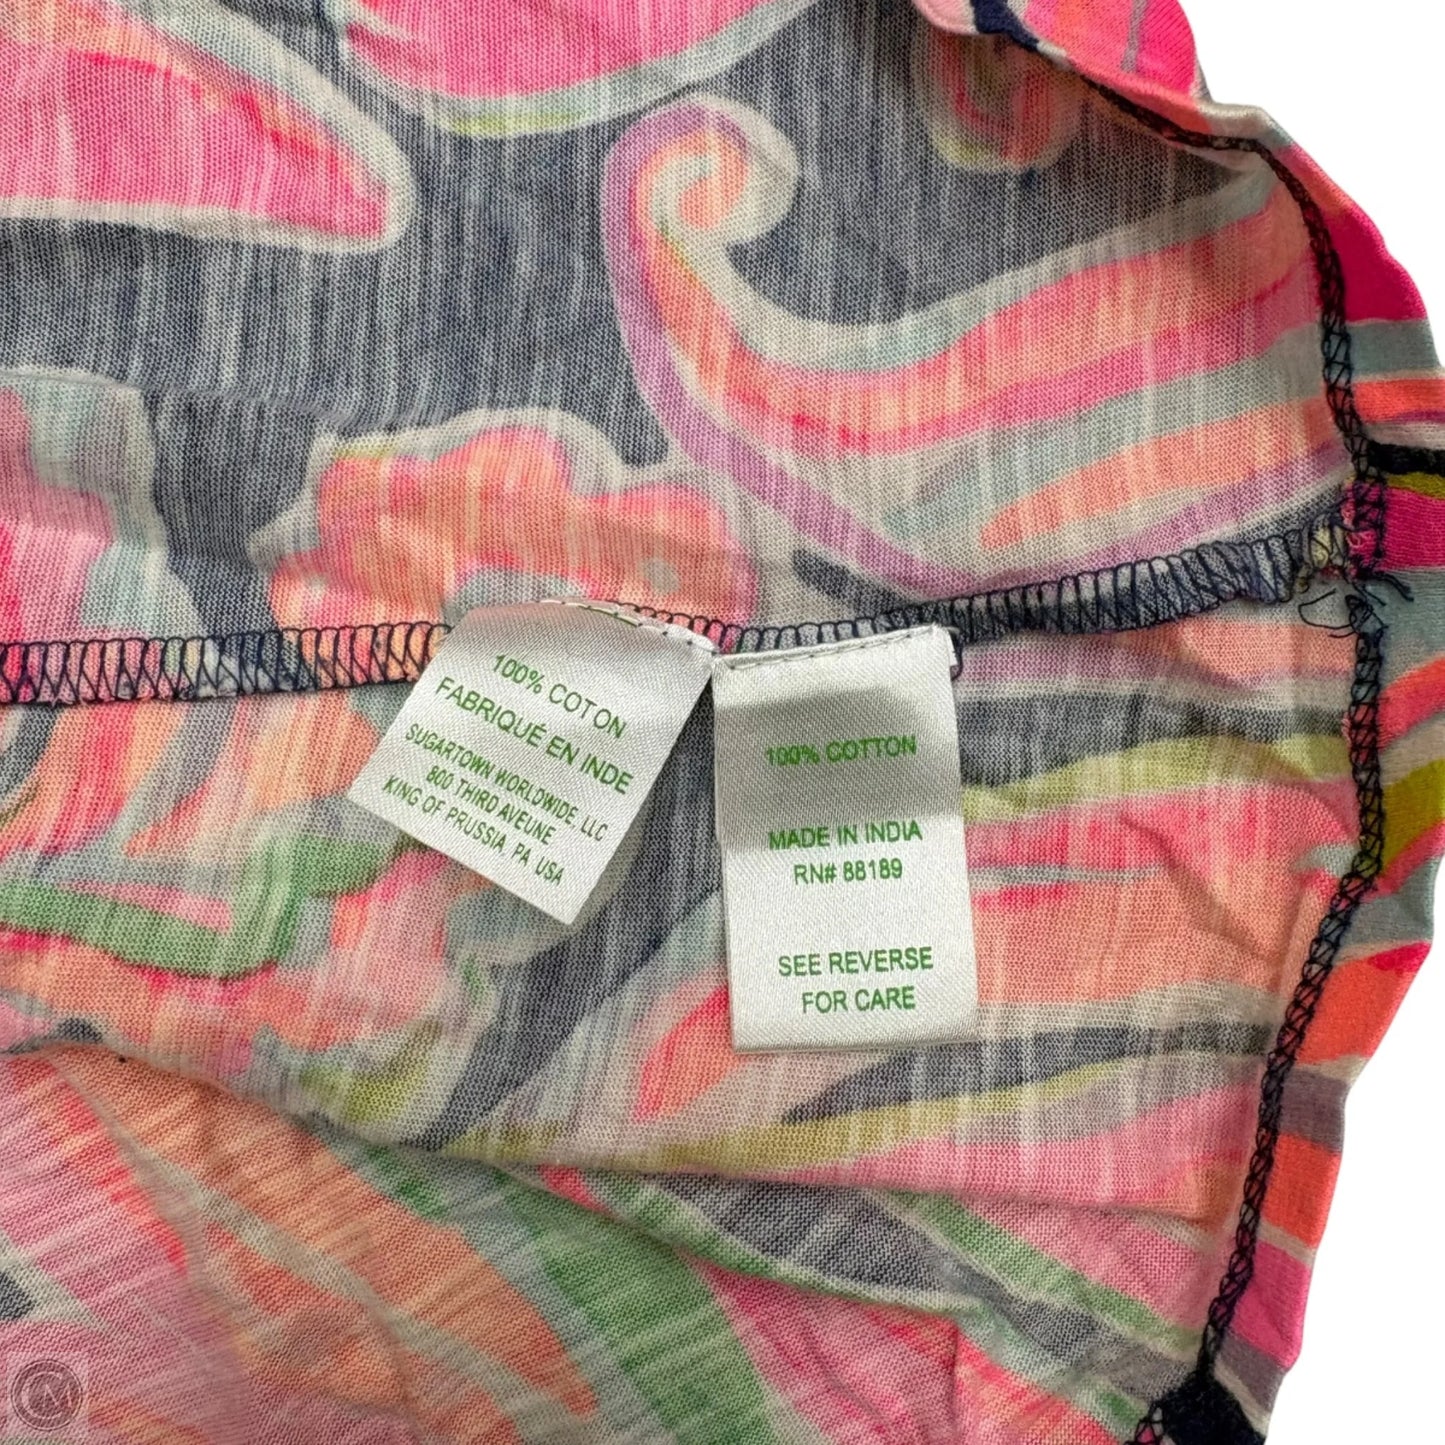 100% COTON
FABRIQUÉ EN INDE
SUGARTOWN WORLDWIDE, LLC
800 THIRD AVEUNE
KING OF PRUSSIA, PA USA
100% COTTON
MADE IN INDIA
RN# 88189
SEE REVERSE
FOR CARE
CM